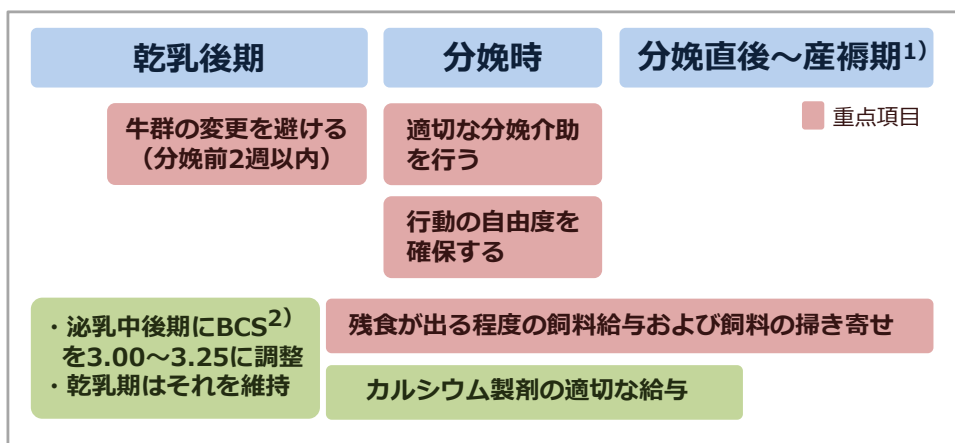 乾乳後期
分娩時
分娩直後～産褥期1)
重点項目
牛群の変更を避ける
（分娩前2週以内）
適切な分娩介助
を行う
行動の自由度を
確保する
・泌乳中後期にBCS2)
を3.00～3.25に調整
・乾乳期はそれを維持
残食が出る程度の飼料給与および飼料の掃き寄せ
カルシウム製剤の適切な給与